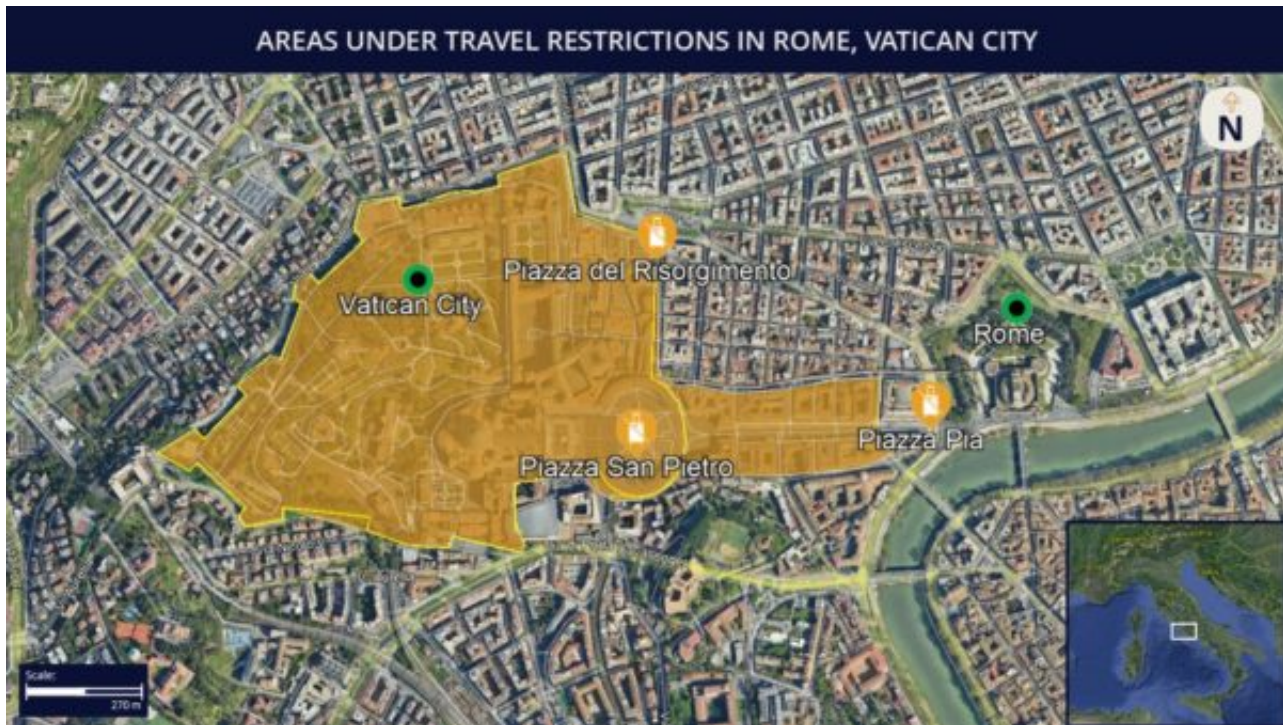 AREAS UNDER TRAVEL RESTRICTIONS IN ROME, VATICAN CITY
N
Piazza del Risorgimento
Vatican City
Rome
Piazza Pia
Piazza San Pietro
Scale:
270 m